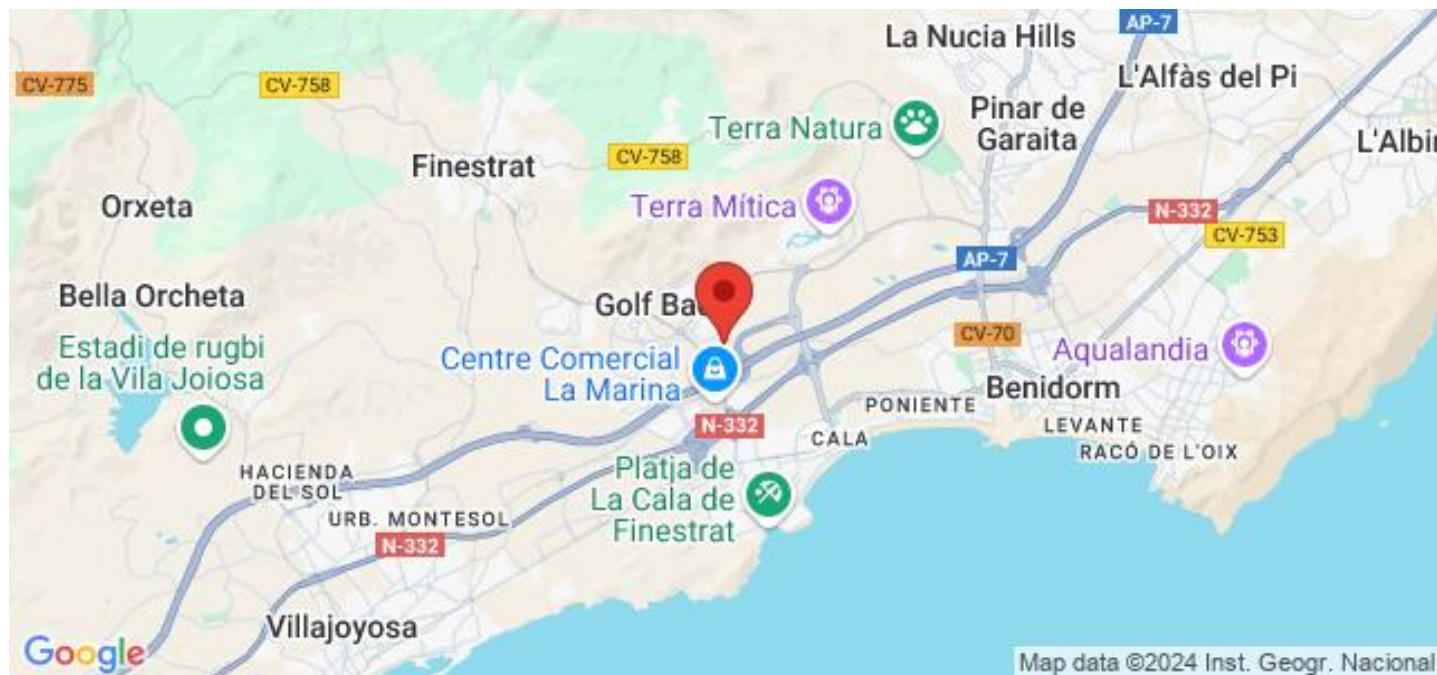 AP-7
La Nucia Hills
L'Alfàs del Pi
CV-775
CV-758
Terra Natura
Pinar de
Garaita
L'Albir
Finestrat
CV-758
Orxeta
Terra Mítica
N-332
CV-753
AP-7
Bella Orcheta
Golf Ba
CV-70
Estadi de rugbi
de la Vila Joiosa
Centre Comercial
La Marina
Aqualandia
Benidorm
PONIENTE
LEVANTE
N-332
CALA
RACÓ DE L'OIX
HACIENDA
DEL SOL
Platja de
La Cala de
Finestrat
URB. MONTESOL
N-332
Villajoyosa
Google
Map data ©2024 Inst. Geogr. Nacional